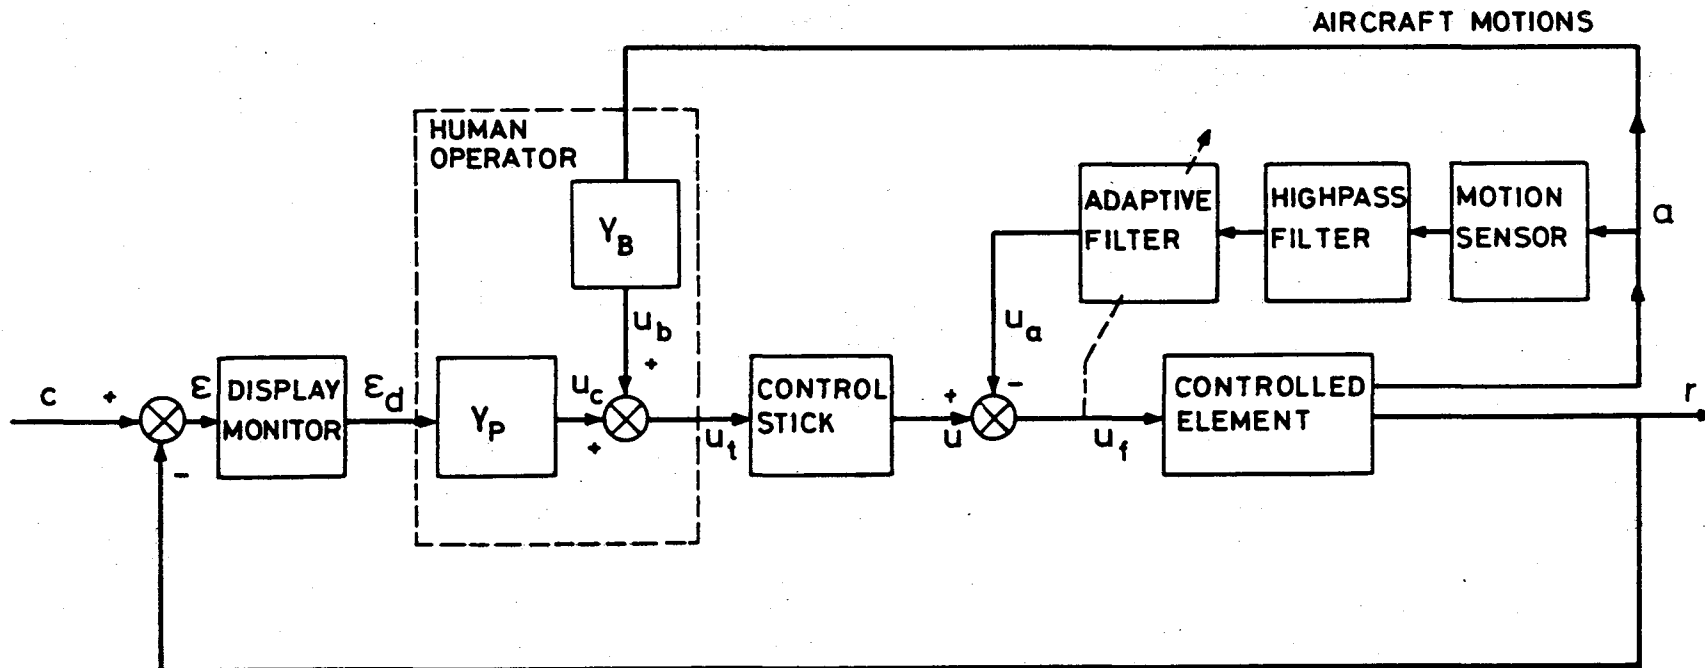 AIRCRAFT MOTIONS
HUMAN
OPERATOR
Y_B
ADAPTIVE
FILTER
HIGHPASS
FILTER
MOTION
SENSOR
a
u_b
+
u_a
-
c
+
ε
-
DISPLAY
MONITOR
ε_d
Y_P
u_c
+
u_t
CONTROL
STICK
+
u
u_f
CONTROLLED
ELEMENT
r